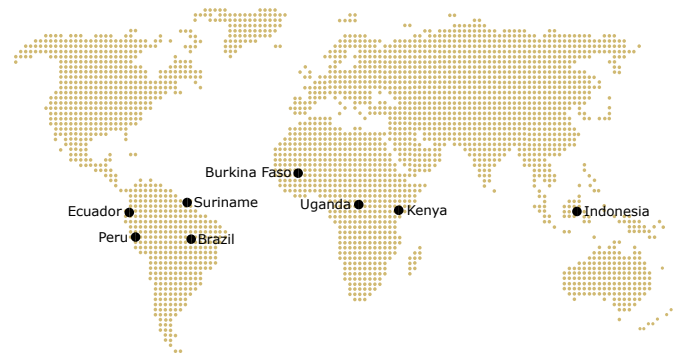 Burkina Faso
Suriname
Uganda
Kenya
Ecuador
Indonesia
Peru
Brazil